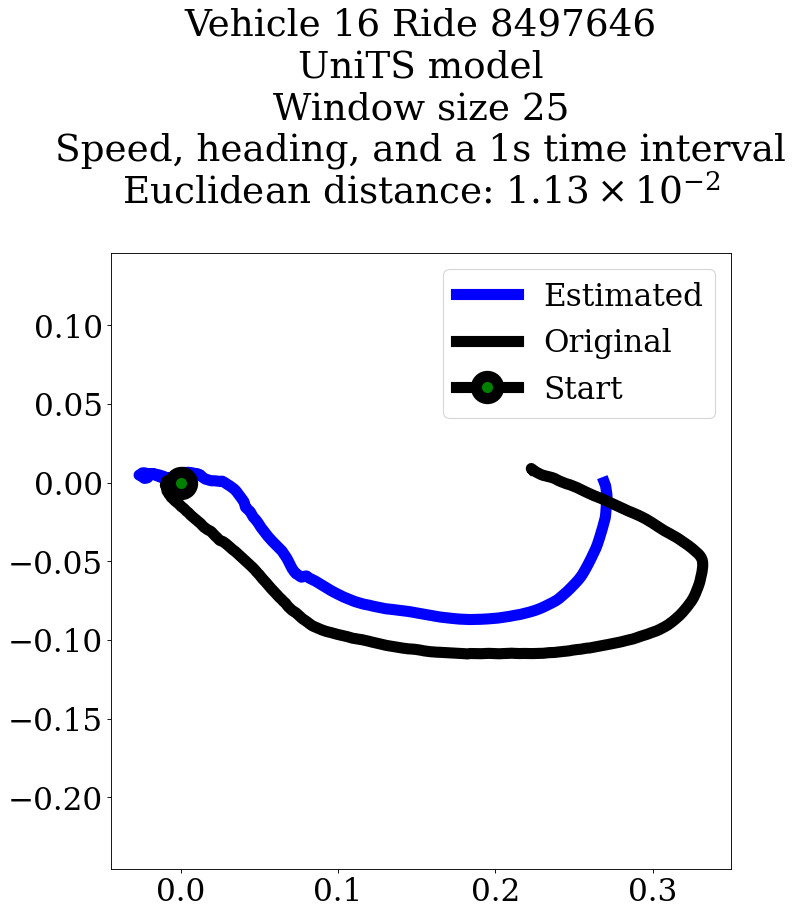 Vehicle 16 Ride 8497646
UniTS model
Window size 25
Speed, heading, and a 1s time interval
Euclidean distance: 1.13 × 10⁻²
Estimated
Original
Start
0.10
0.05
0.00
−0.05
−0.10
−0.15
−0.20
0.0 0.1 0.2 0.3